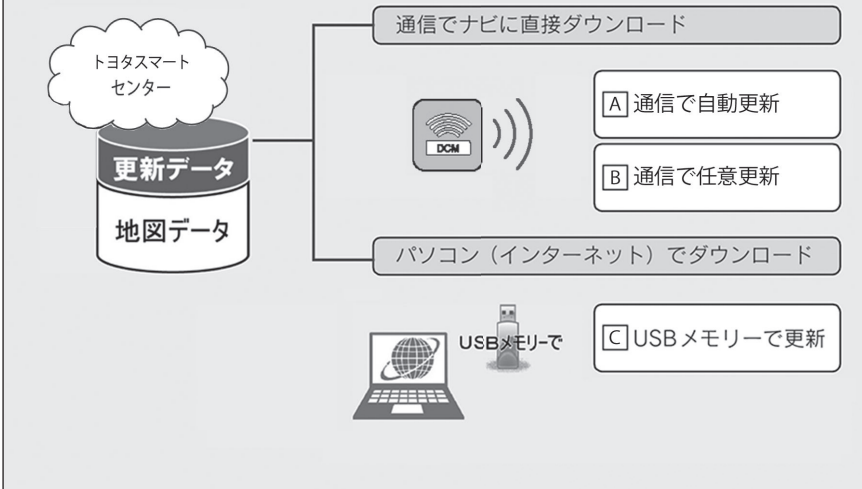 トヨタスマート
センター
更新データ
地図データ
通信でナビに直接ダウンロード
DCM
A 通信で自動更新
B 通信で任意更新
パソコン（インターネット）でダウンロード
USBメモリーで
C USBメモリーで更新